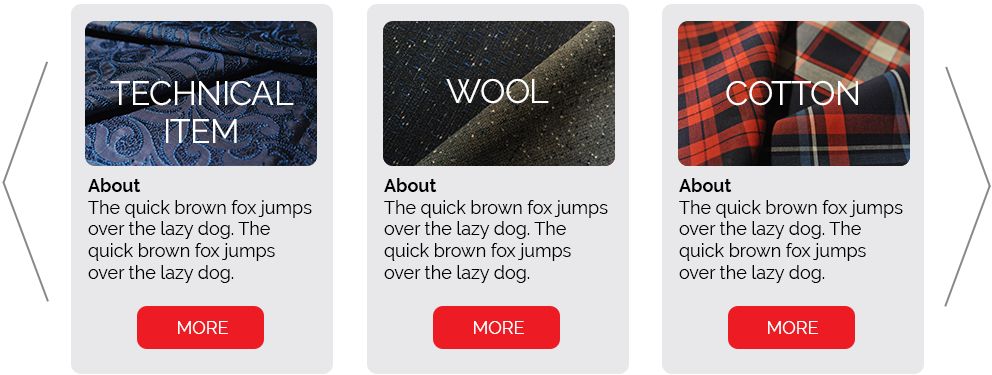 TECHNICAL
ITEM
About
The quick brown fox jumps
over the lazy dog. The
quick brown fox jumps
over the lazy dog.
MORE
WOOL
About
The quick brown fox jumps
over the lazy dog. The
quick brown fox jumps
over the lazy dog.
MORE
COTTON
About
The quick brown fox jumps
over the lazy dog. The
quick brown fox jumps
over the lazy dog.
MORE